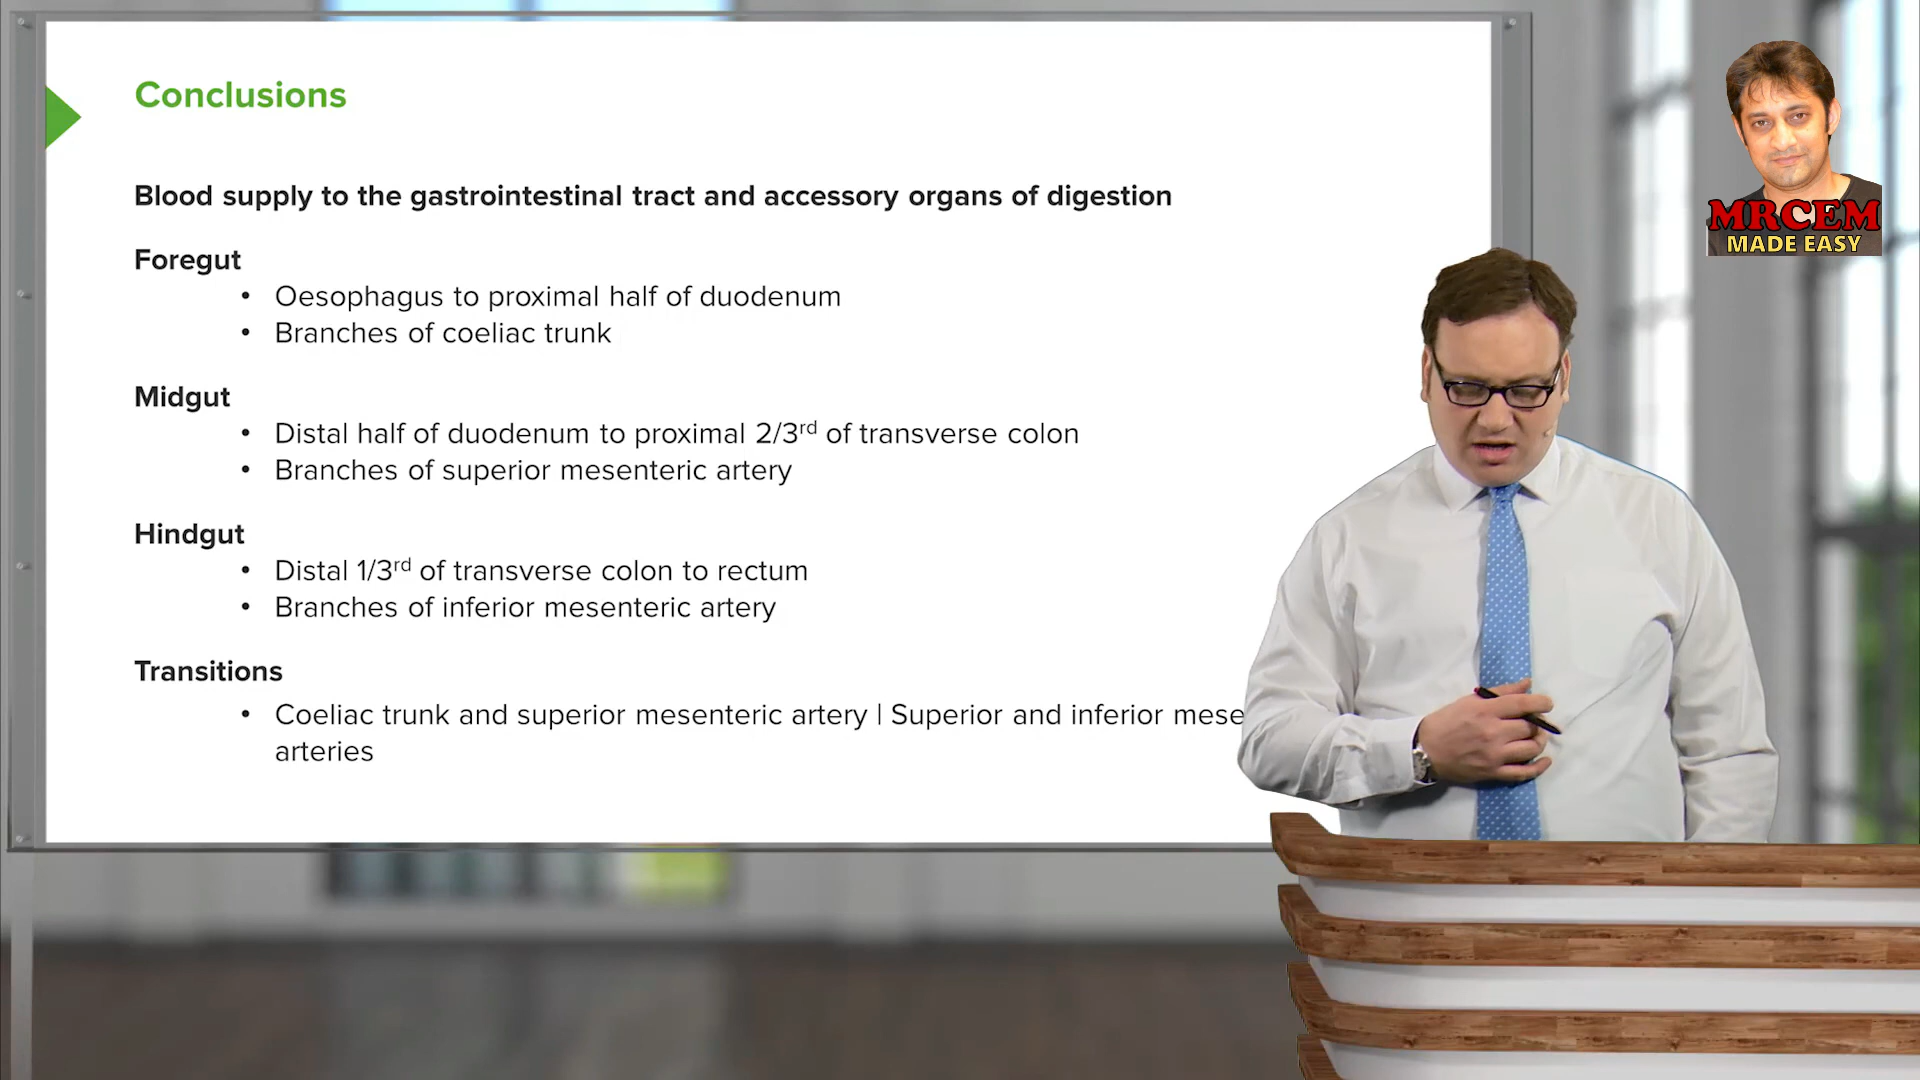 Conclusions
Blood supply to the gastrointestinal tract and accessory organs of digestion
Foregut
• Oesophagus to proximal half of duodenum
• Branches of coeliac trunk
Midgut
• Distal half of duodenum to proximal 2/3rd of transverse colon
• Branches of superior mesenteric artery
Hindgut
• Distal 1/3rd of transverse colon to rectum
• Branches of inferior mesenteric artery
Transitions
• Coeliac trunk and superior mesenteric artery | Superior and inferior mese
arteries
MRCEM
MADE EASY